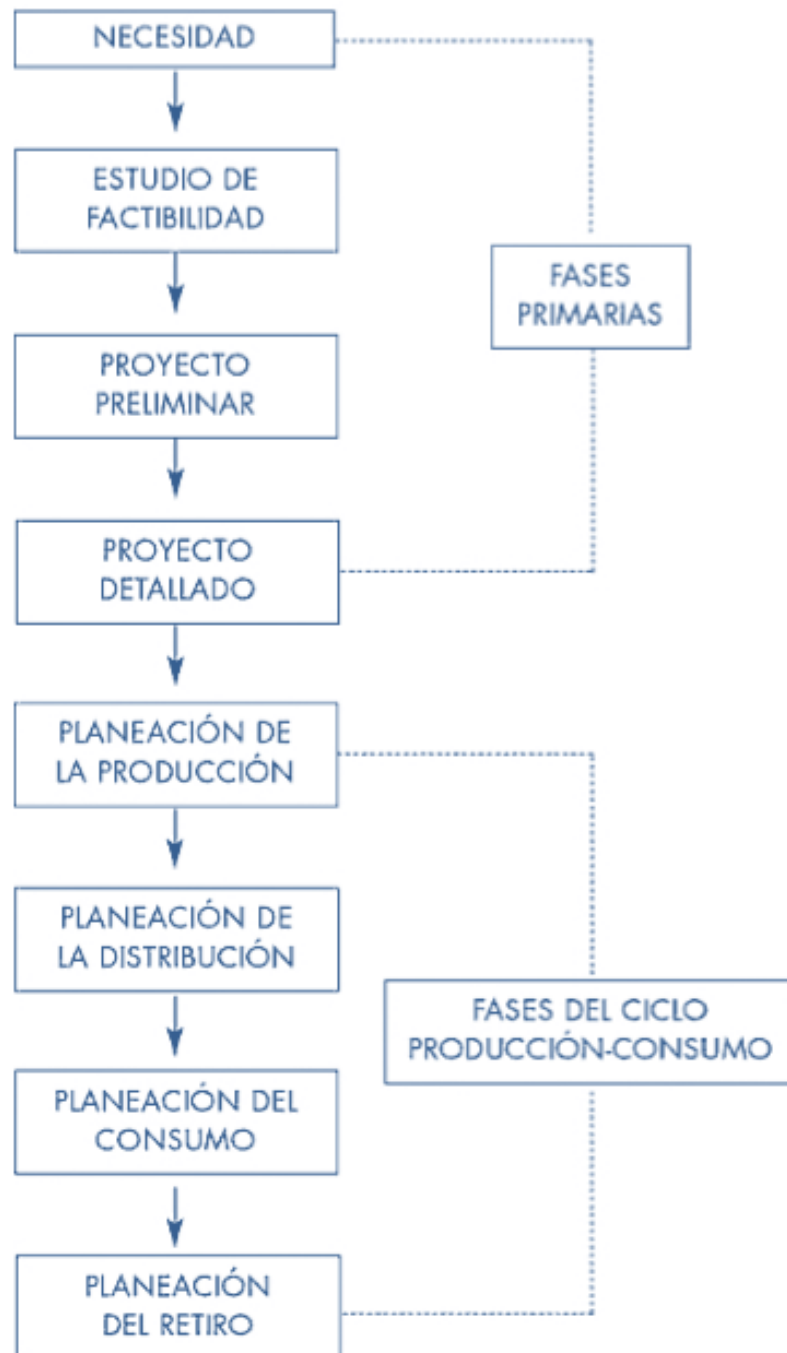 NECESIDAD
ESTUDIO DE
FACTIBILIDAD
FASES
PRIMARIAS
PROYECTO
PRELIMINAR
PROYECTO
DETALLADO
PLANEACIÓN DE
LA PRODUCCIÓN
PLANEACIÓN DE
LA DISTRIBUCIÓN
FASES DEL CICLO
PRODUCCIÓN-CONSUMO
PLANEACIÓN DEL
CONSUMO
PLANEACIÓN
DEL RETIRO